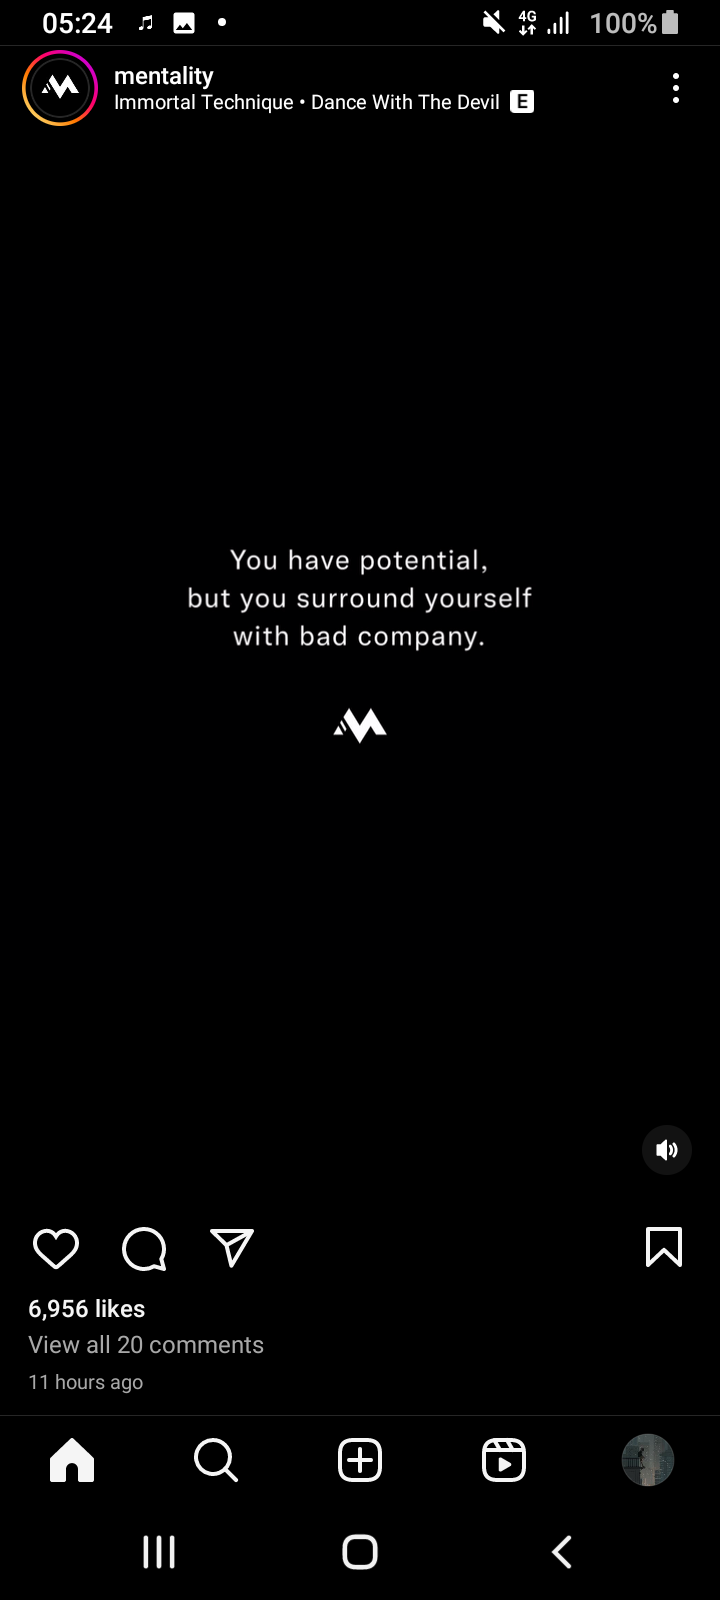 05:24 4G 100%
mentality
Immortal Technique • Dance With The Devil E
You have potential,
but you surround yourself
with bad company.
6,956 likes
View all 20 comments
11 hours ago